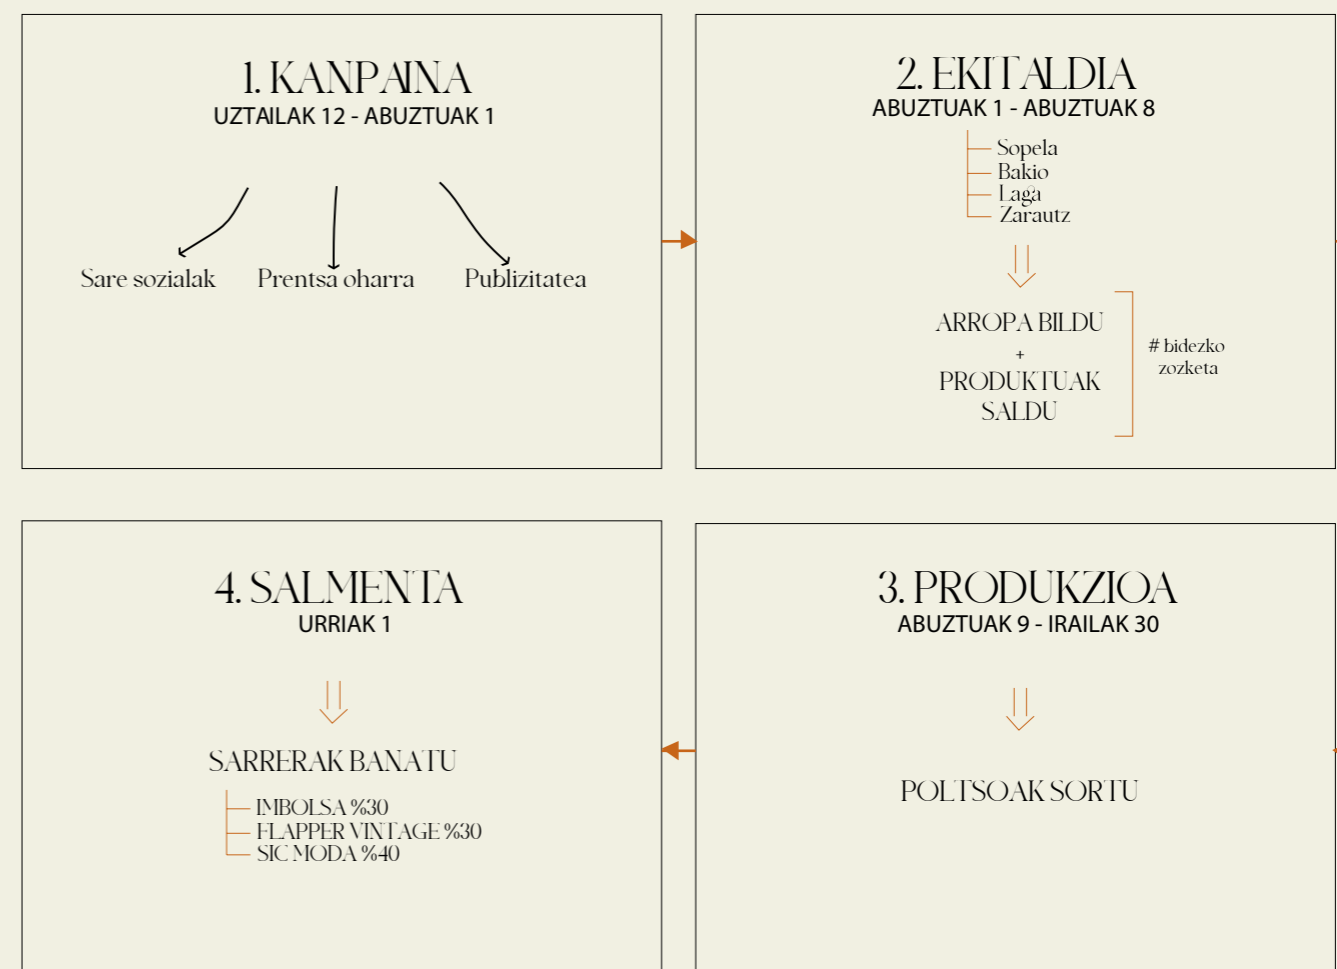 1. KANPAINA
UZTAILAK 12 - ABUZTUAK 1
Sare sozialak
Prentsa oharra
Publizitatea
2. EKITALDIA
ABUZTUAK 1 - ABUZTUAK 8
Sopela
Bakio
Laga
Zarautz
ARROPA BILDU
+
PRODUKTUAK
SALDU
# bidezko
zozketa
3. PRODUKZIOA
ABUZTUAK 9 - IRAILAK 30
POLTSOAK SORTU
4. SALMENTA
URRIAK 1
SARRERAK BANATU
IMBOLSA %30
FLAPPER VINTAGE %30
SIC MODA %40